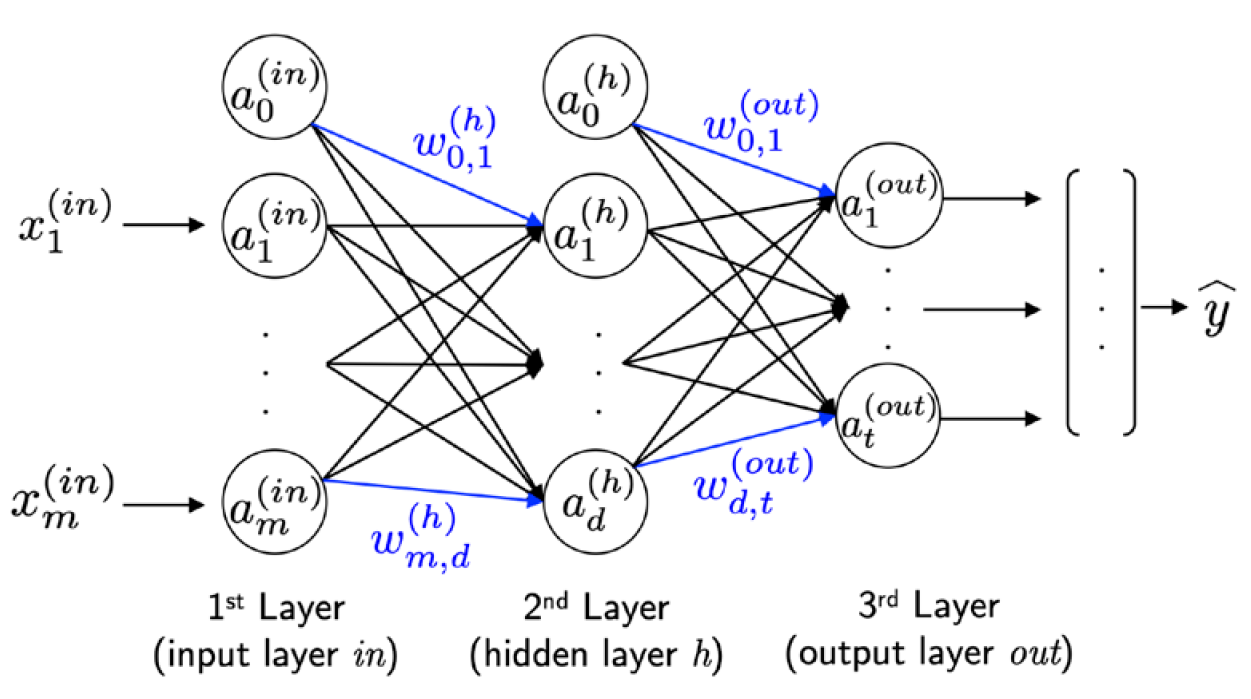 a_0^{(in)}
a_0^{(h)}
w_{0,1}^{(h)}
w_{0,1}^{(out)}
x_1^{(in)}
a_1^{(in)}
a_1^{(h)}
a_1^{(out)}
ŷ
a_t^{(out)}
x_m^{(in)}
a_m^{(in)}
a_d^{(h)}
w_{m,d}^{(h)}
w_{d,t}^{(out)}
1st Layer
(input layer in)
2nd Layer
(hidden layer h)
3rd Layer
(output layer out)